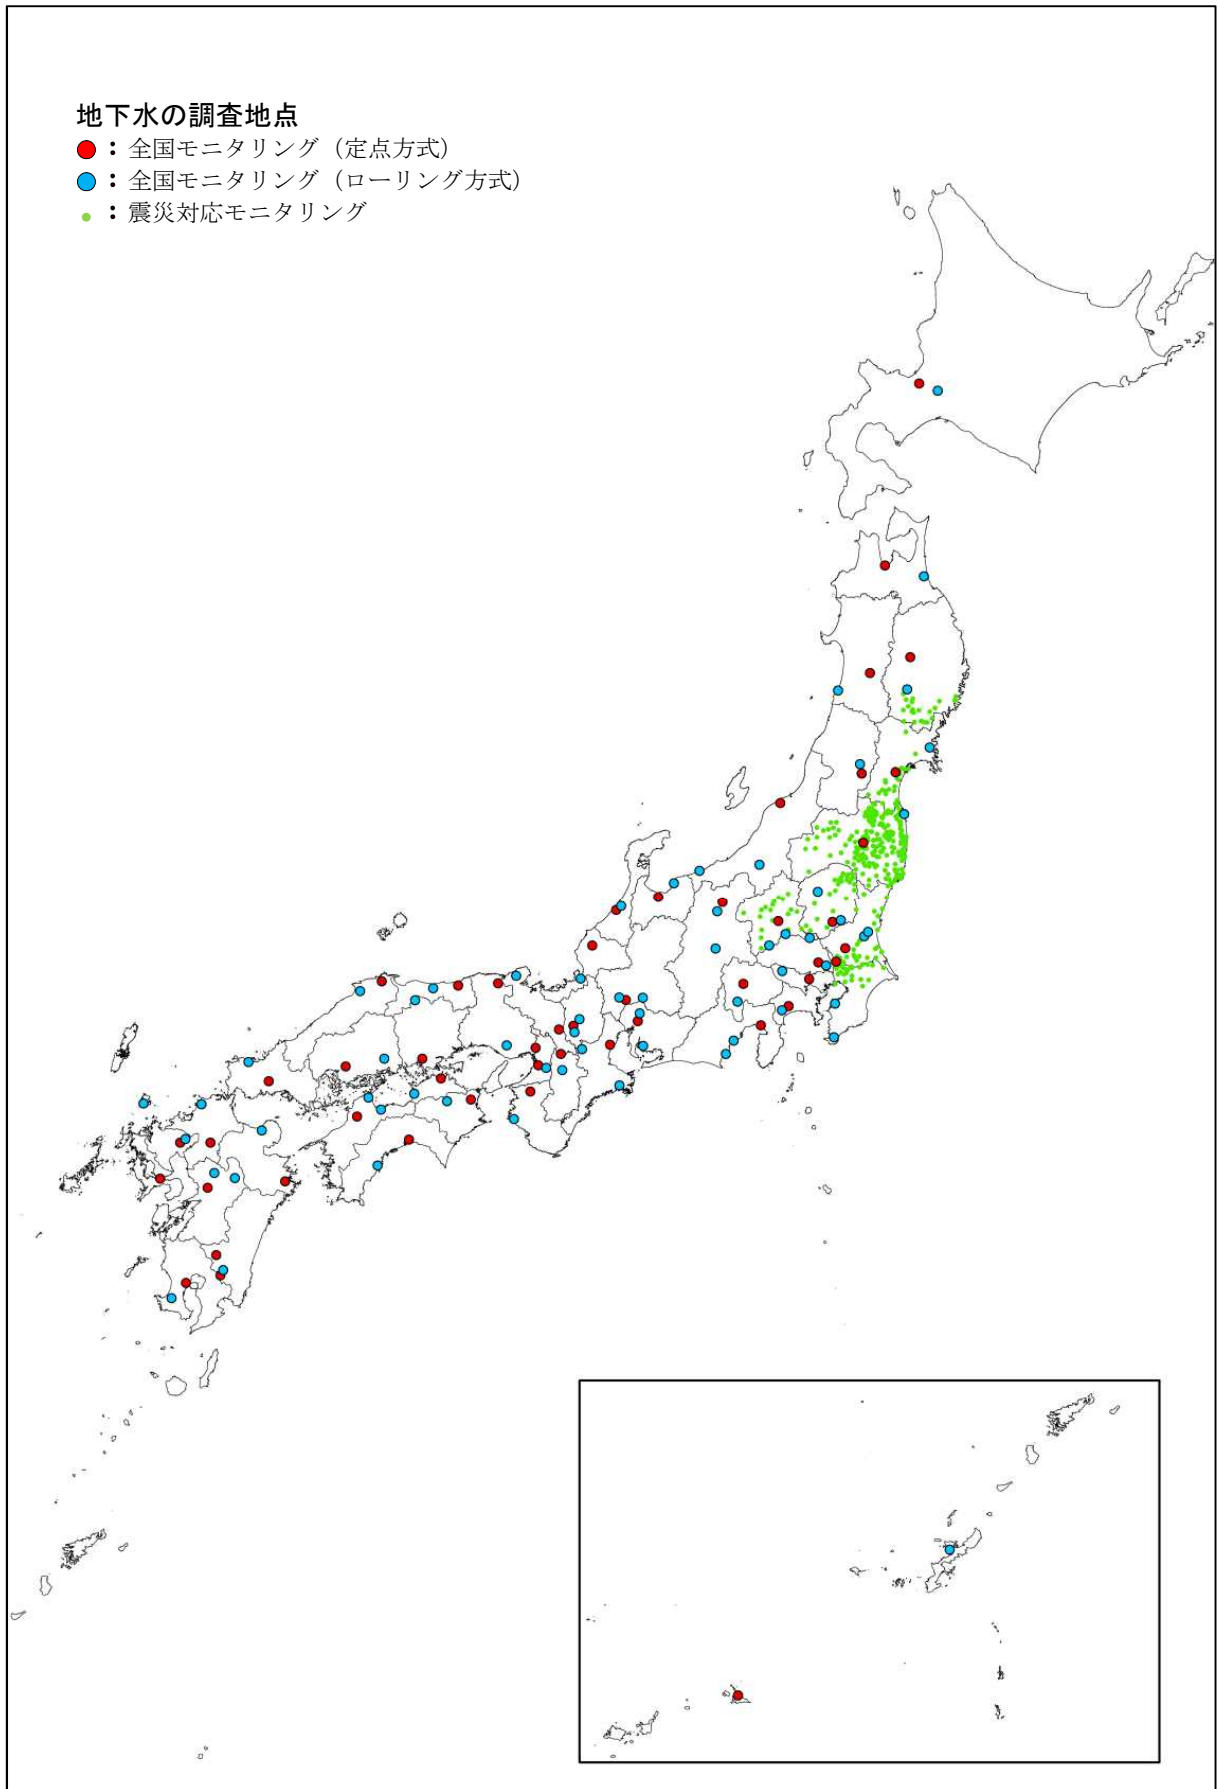 地下水の調査地点
：全国モニタリング（定点方式）
：全国モニタリング（ローリング方式）
：震災対応モニタリング